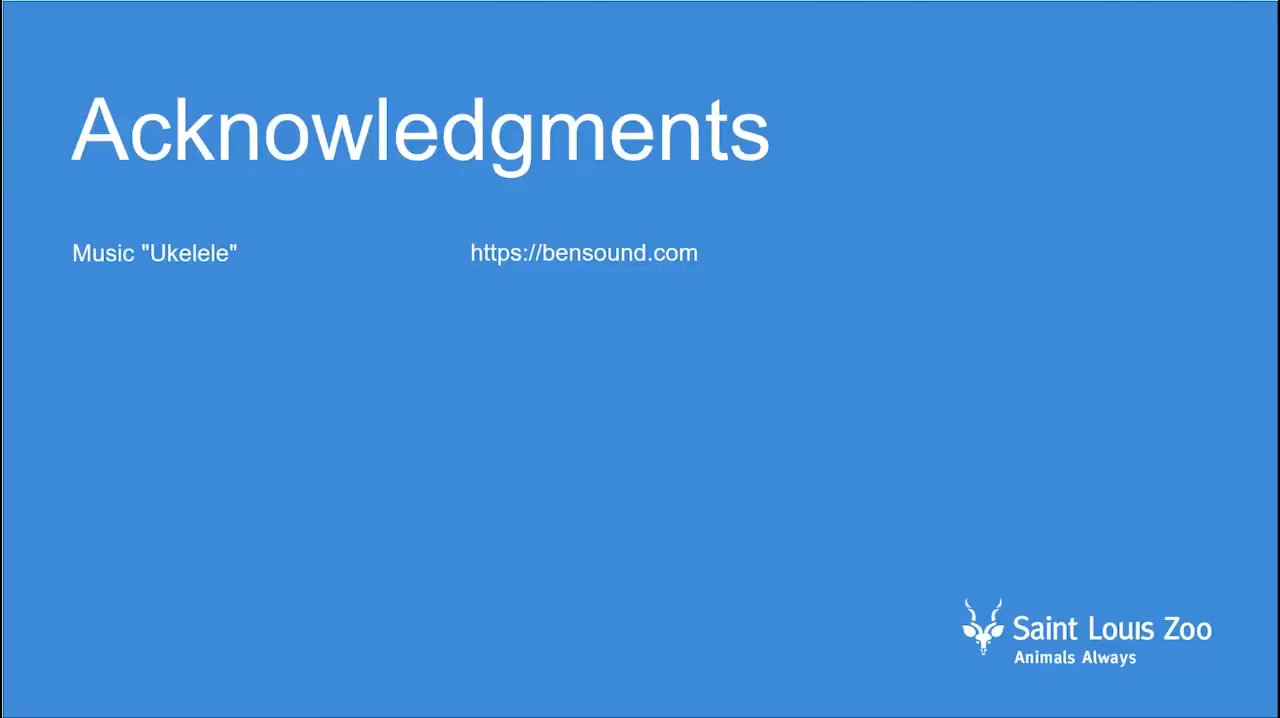 Acknowledgments
Music "Ukelele" https://bensound.com
Saint Louis Zoo
Animals Always